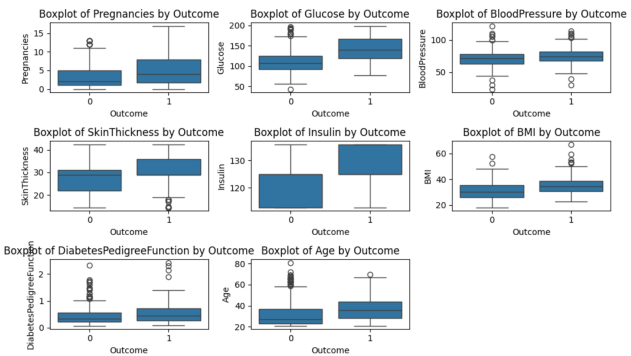 Boxplot of Pregnancies by Outcome
Pregnancies
15
10
5
0
0 1
Outcome
Boxplot of Glucose by Outcome
Glucose
200
150
100
50
0 1
Outcome
Boxplot of BloodPressure by Outcome
BloodPressure
100
50
0 1
Outcome
Boxplot of SkinThickness by Outcome
SkinThickness
40
30
20
0 1
Outcome
Boxplot of Insulin by Outcome
Insulin
130
120
0 1
Outcome
Boxplot of BMI by Outcome
BMI
60
40
20
0 1
Outcome
Boxplot of DiabetesPedigreeFunction by Outcome
DiabetesPedigreeFunction
2
1
0
0 1
Outcome
Boxplot of Age by Outcome
Age
80
60
40
20
0 1
Outcome